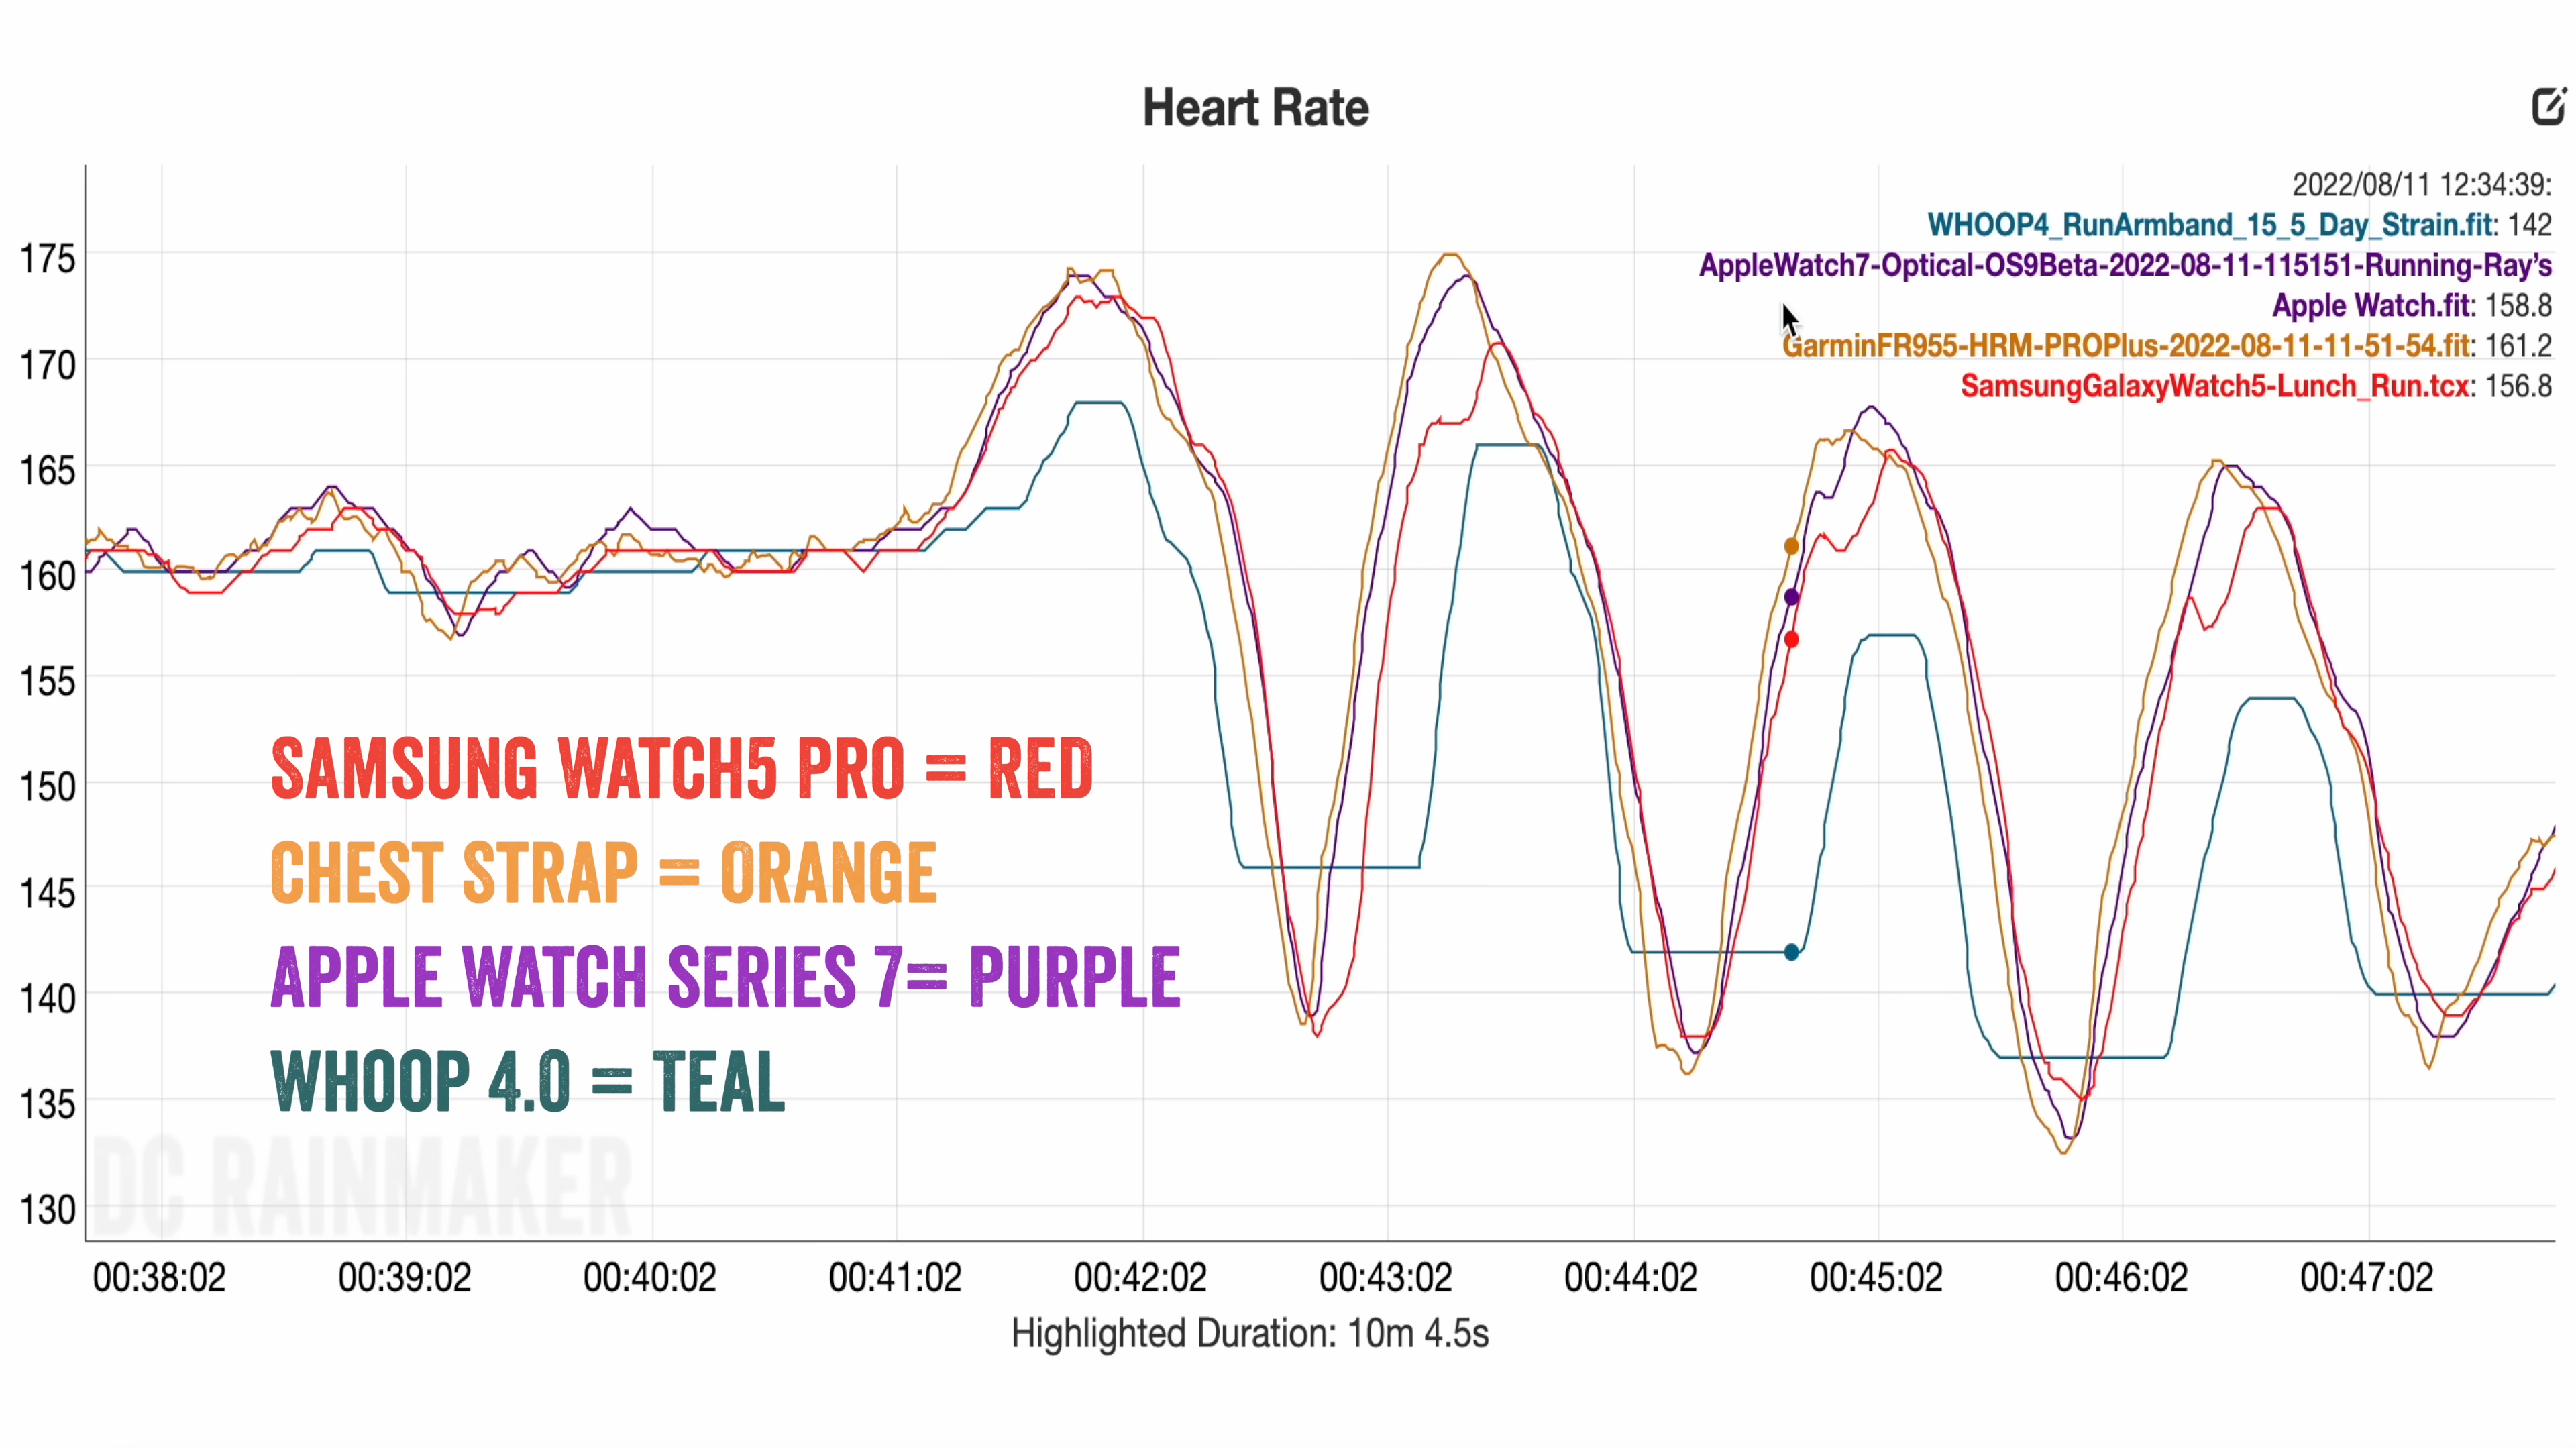 Heart Rate
2022/08/11 12:34:39:
WHOOP4_RunArmband_15_5_Day_Strain.fit: 142
AppleWatch7-Optical-OS9Beta-2022-08-11-115151-Running-Ray's
Apple Watch.fit: 158.8
GarminFR955-HRM-PROPlus-2022-08-11-11-51-54.fit: 161.2
SamsungGalaxyWatch5-Lunch_Run.tcx: 156.8
175
170
165
160
155
150
145
140
135
130
SAMSUNG WATCH5 PRO = RED
CHEST STRAP = ORANGE
APPLE WATCH SERIES 7= PURPLE
WHOOP 4.0 = TEAL
DC RAINMAKER
00:38:02 00:39:02 00:40:02 00:41:02 00:42:02 00:43:02 00:44:02 00:45:02 00:46:02 00:47:02
Highlighted Duration: 10m 4.5s